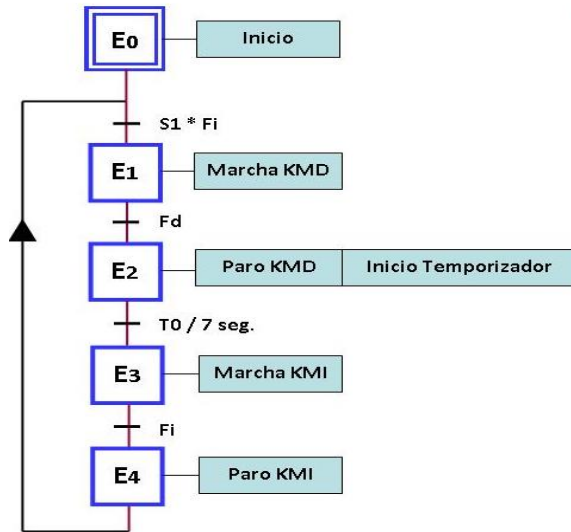 E0 Inicio
S1 * Fi
E1 Marcha KMD
Fd
E2 Paro KMD Inicio Temporizador
T0 / 7 seg.
E3 Marcha KMI
Fi
E4 Paro KMI